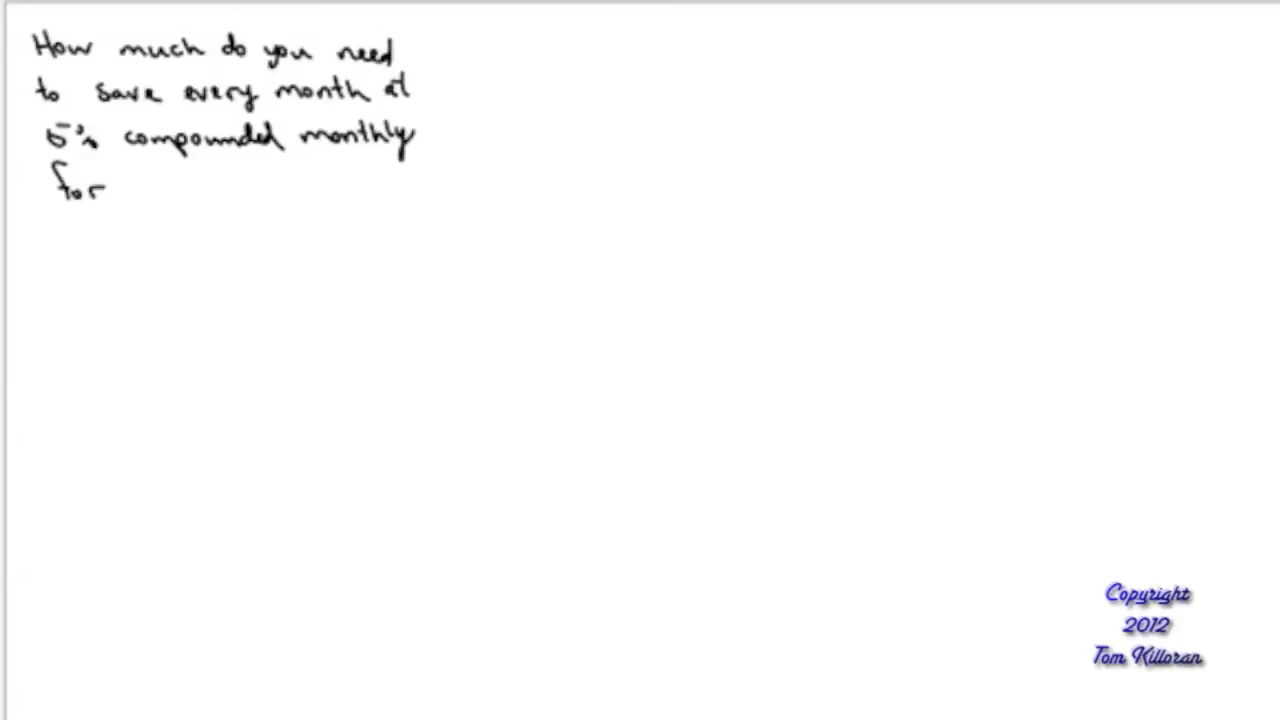 How much do you need
to save every month at
5% compounded monthly
for
Copyright
2012
Tom Killoran